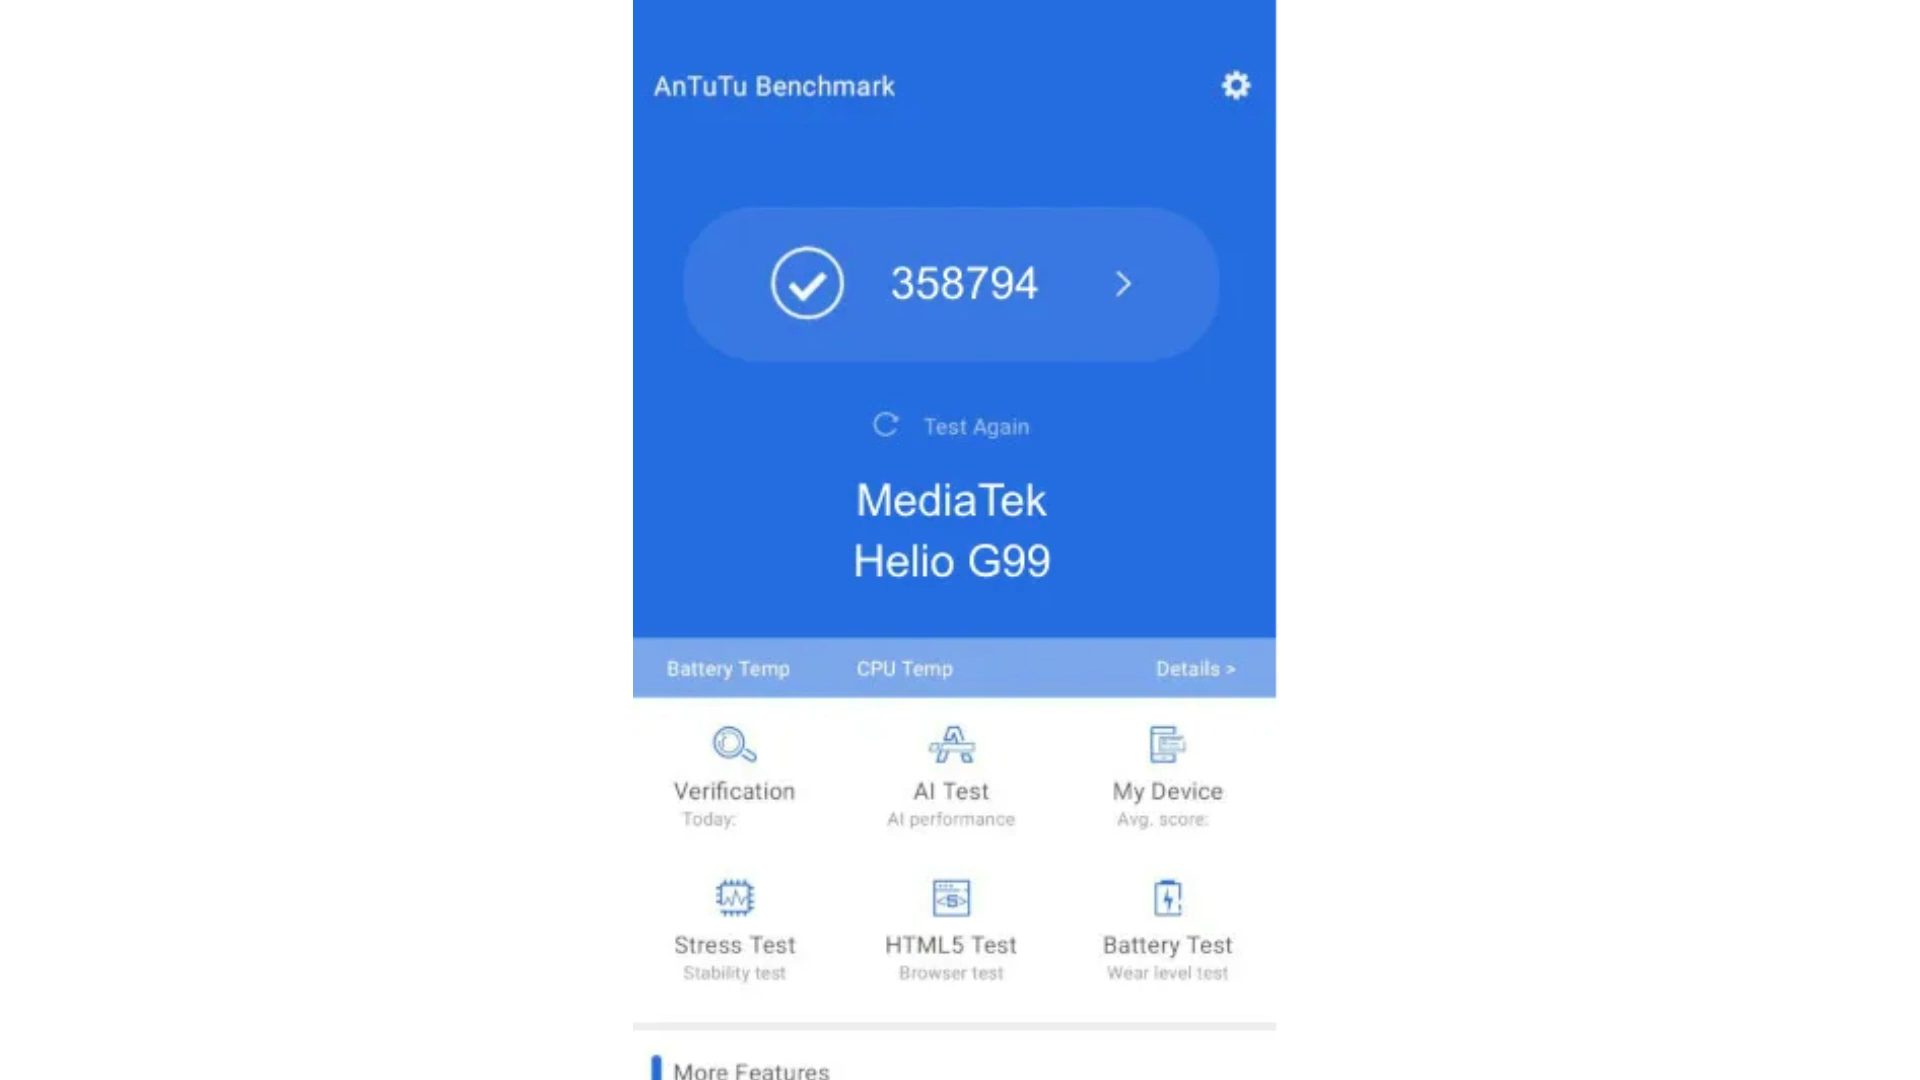 AnTuTu Benchmark
358794
Test Again
MediaTek
Helio G99
Battery Temp CPU Temp Details >
Verification AI Test My Device
Today: AI performance Avg. score:
Stress Test HTML5 Test Battery Test
Stability test Browser test Wear level test
More Features